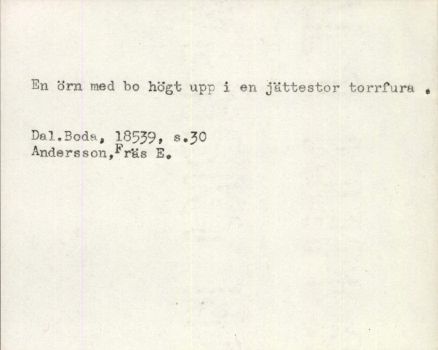 En örn med bo högt upp i en jättestor torrfura .
Dal.Boda, 18539, s.30
Andersson,Fräs E.